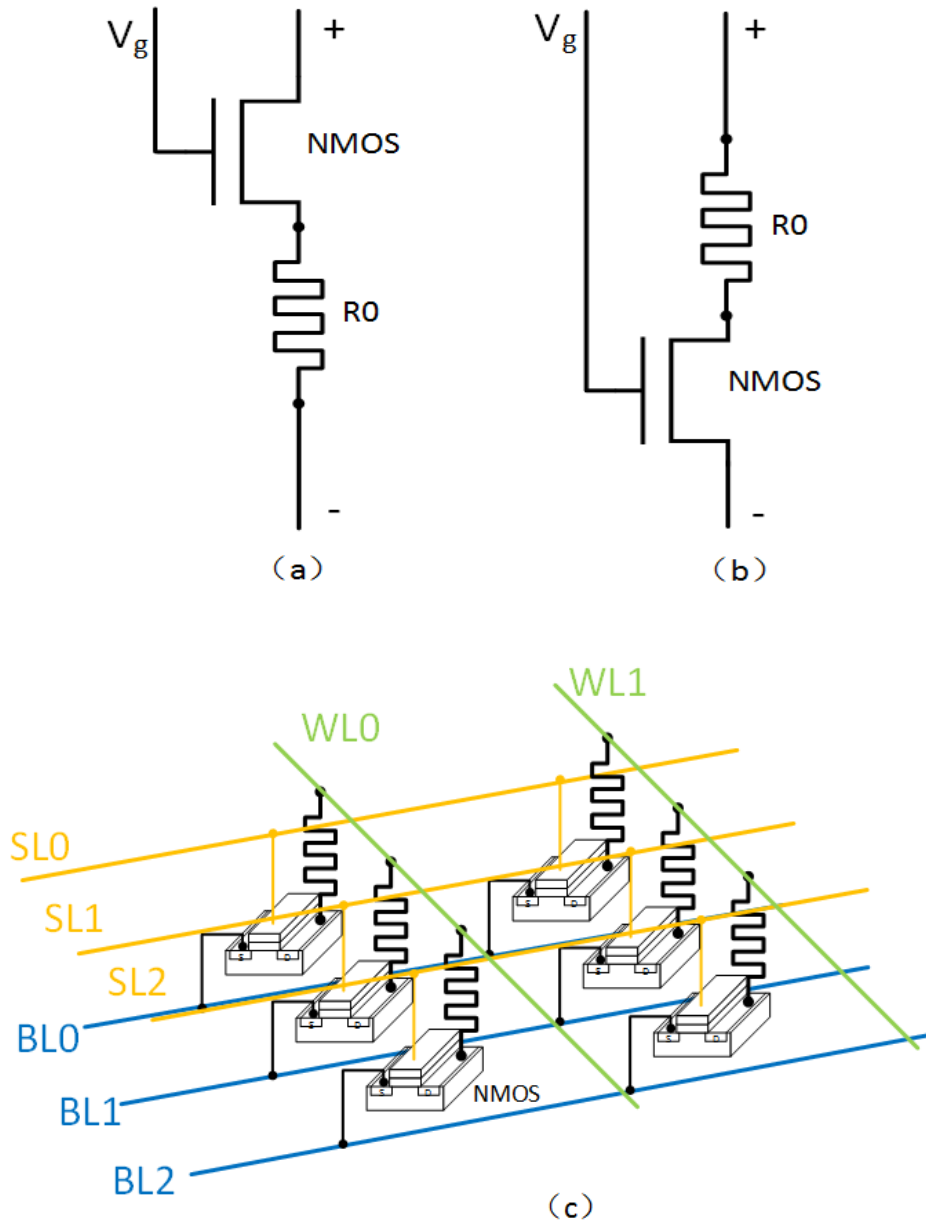 Vg
+
NMOS
R0
-
(a)
Vg
+
R0
NMOS
-
(b)
WL0
WL1
SL0
SL1
SL2
BL0
BL1
BL2
S
D
S
D
S
D
S
D
S
D
S
D
NMOS
(c)